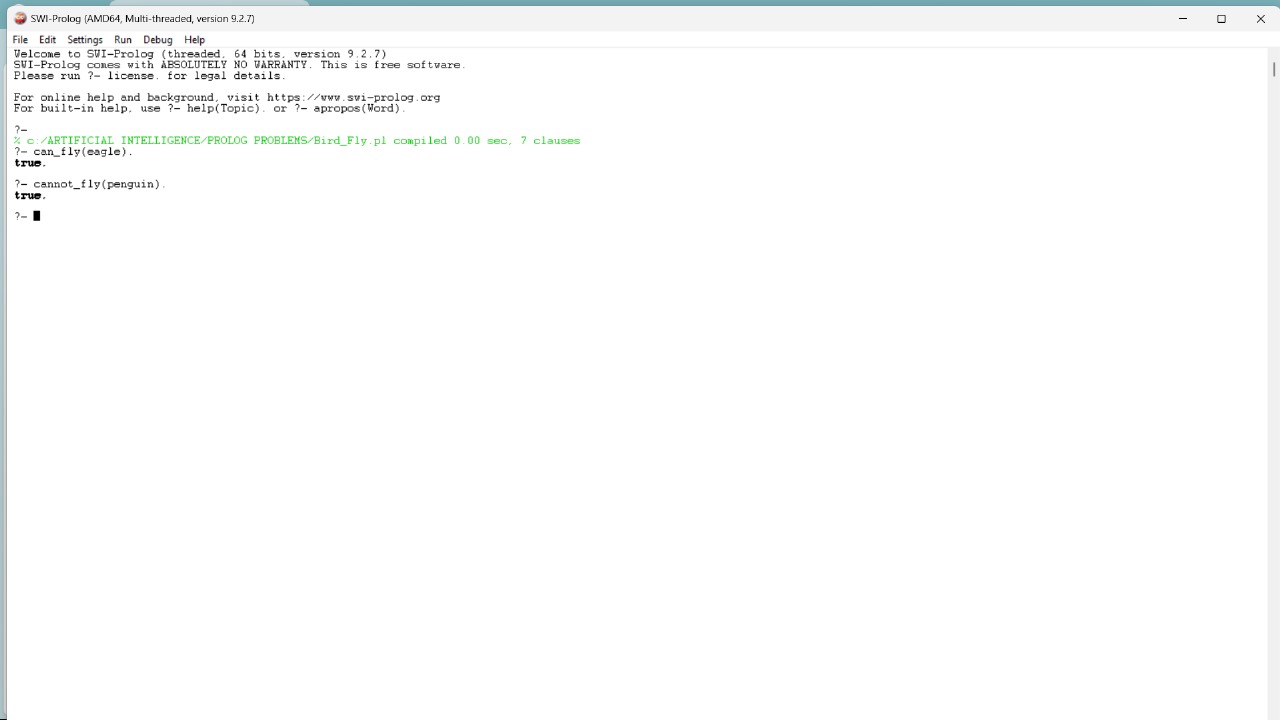 SWI-Prolog (AMD64, Multi-threaded, version 9.2.7)
File Edit Settings Run Debug Help
Welcome to SWI-Prolog (threaded, 64 bits, version 9.2.7)
SWI-Prolog comes with ABSOLUTELY NO WARRANTY. This is free software.
Please run ?- license. for legal details.
For online help and background, visit https://www.swi-prolog.org
For built-in help, use ?- help(Topic). or ?- apropos(Word).
?-
% c:/ARTIFICIAL INTELLIGENCE/PROLOG PROBLEMS/Bird_Fly.pl compiled 0.00 sec, 7 clauses
?- can_fly(eagle).
true.
?- cannot_fly(penguin).
true.
?-